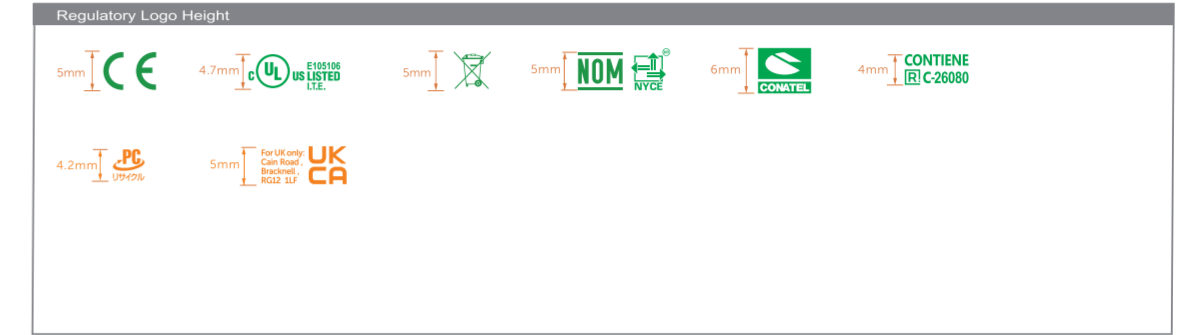 Regulatory Logo Height
5mm CE
4.7mm c UL US E105106
LISTED
I.T.E.
5mm
5mm NOM
NYCE
6mm
CONATEL
4mm CONTIENE
R C-26080
4.2mm PC
リサイクル
5mm For UK only:
Cain Road ,
Bracknell ,
RG12 1LF
UK
CA